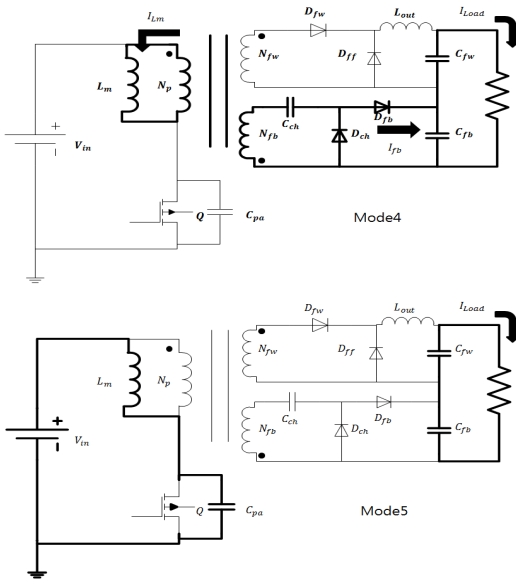 I_Lm
D_fw
L_out
I_Load
L_m
N_p
N_fw
D_ff
C_fw
C_ch
D_fb
V_in
N_fb
D_ch
I_fb
C_fb
Q
C_pa
Mode4
D_fw
L_out
I_Load
L_m
N_p
N_fw
D_ff
C_fw
V_in
N_fb
C_ch
D_fb
D_ch
C_fb
Q
C_pa
Mode5